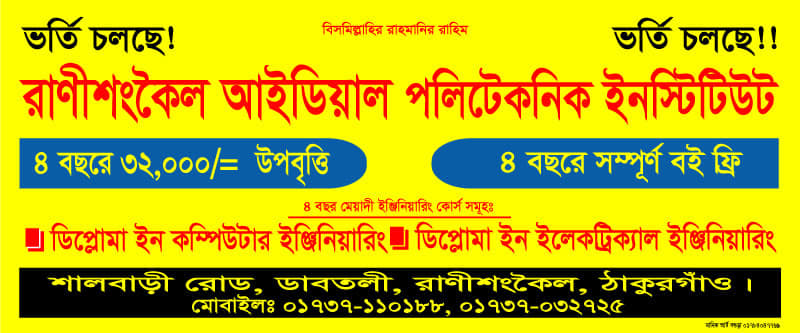 বিসমিল্লাহির রাহমানির রাহিম
ভর্তি চলছে! ভর্তি চলছে!!
রাণীশংকৈল আইডিয়াল পলিটেকনিক ইনস্টিটিউট
৪ বছরে ৩২,০০০/= উপবৃত্তি ৪ বছরে সম্পূর্ণ বই ফ্রি
৪ বছর মেয়াদী ইঞ্জিনিয়ারিং কোর্স সমূহঃ
ডিপ্লোমা ইন কম্পিউটার ইঞ্জিনিয়ারিং ডিপ্লোমা ইন ইলেকট্রিক্যাল ইঞ্জিনিয়ারিং
শালবাড়ী রোড, ডাবতলী, রাণীশংকৈল, ঠাকুরগাঁও।
মোবাইলঃ ০১৭৩৭-১১০১৮৮, ০১৭৩৭-০৩২৭২৫